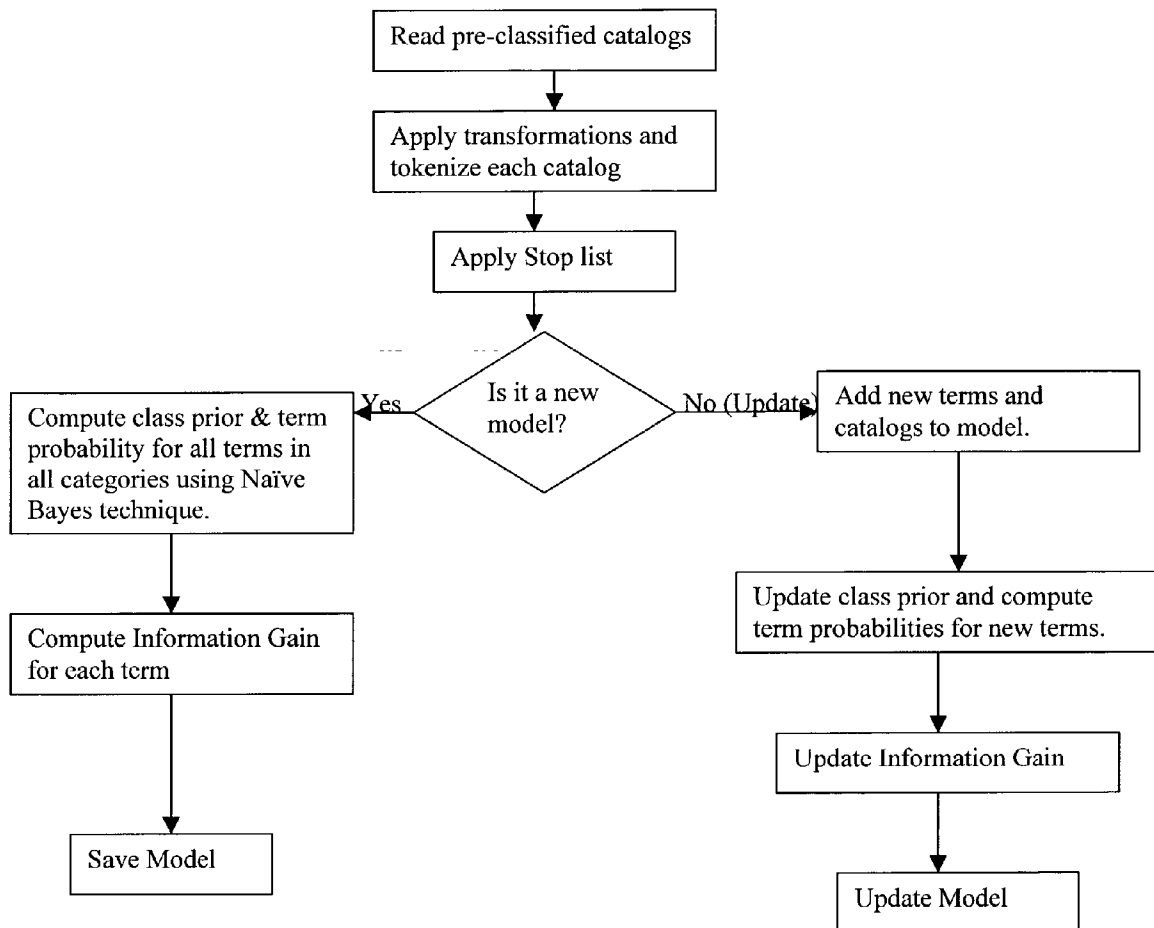 Read pre-classified catalogs
Apply transformations and
tokenize each catalog
Apply Stop list
Is it a new
model?
Yes
No (Update)
Compute class prior & term
probability for all terms in
all categories using Naïve
Bayes technique.
Add new terms and
catalogs to model.
Compute Information Gain
for each term
Update class prior and compute
term probabilities for new terms.
Update Information Gain
Save Model
Update Model